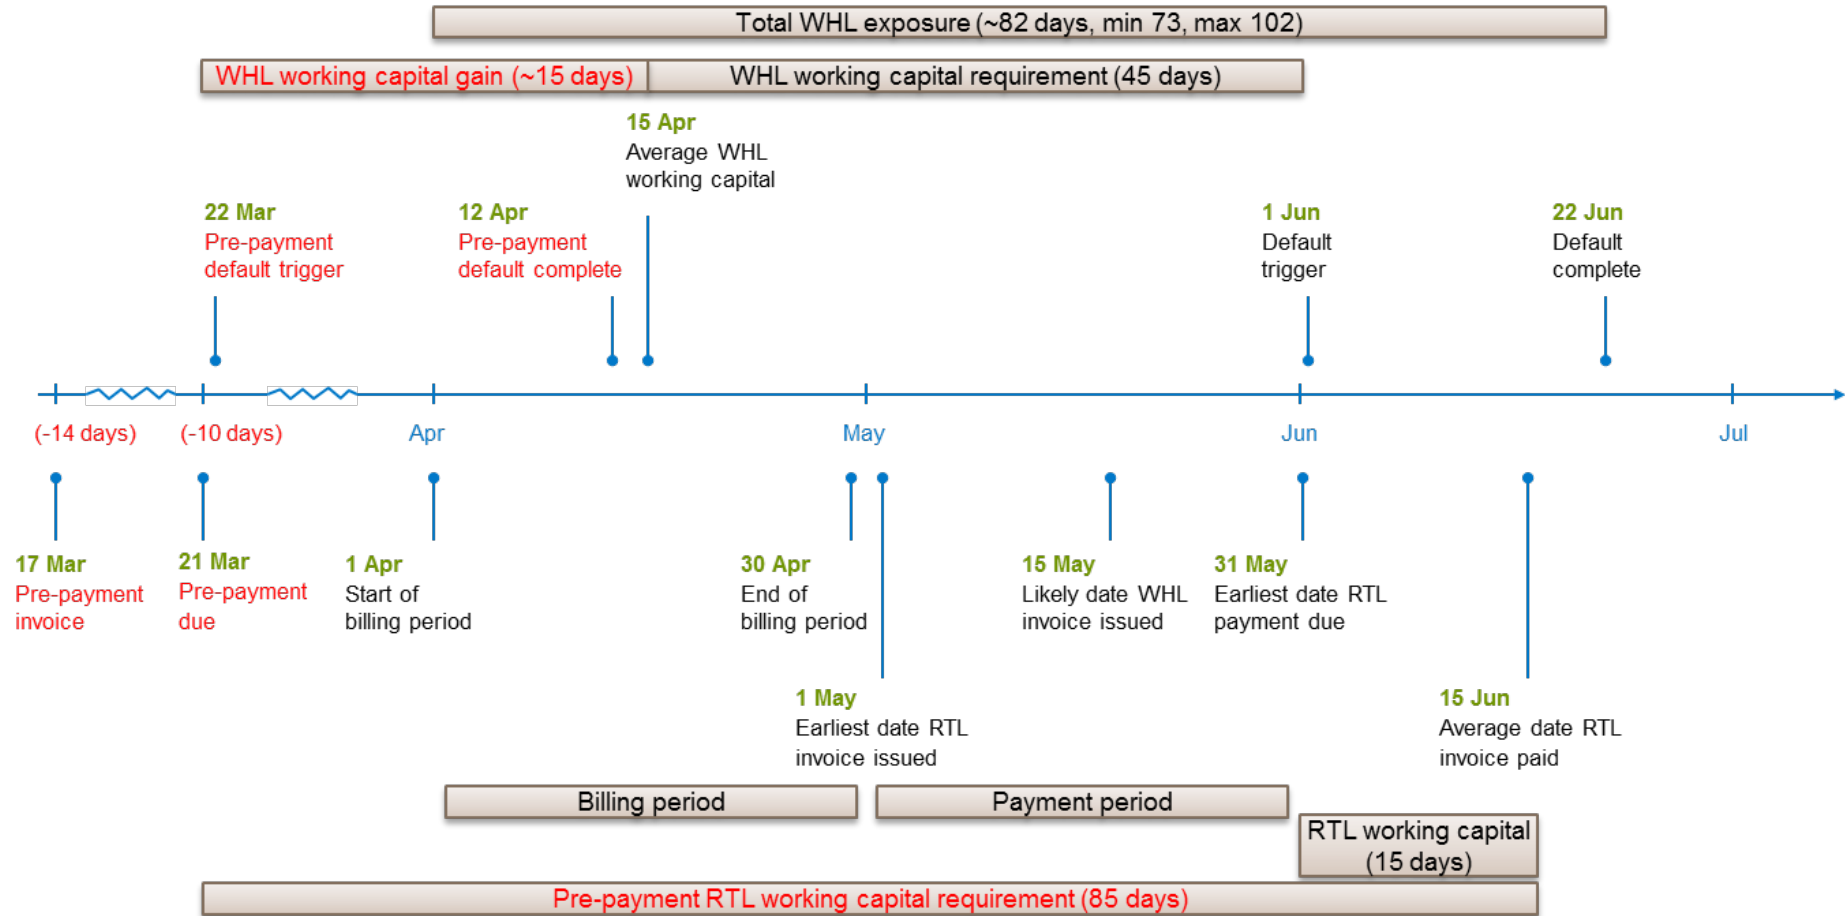 Total WHL exposure (~82 days, min 73, max 102)
WHL working capital gain (~15 days)
WHL working capital requirement (45 days)
15 Apr
Average WHL
working capital
22 Mar
Pre-payment
default trigger
12 Apr
Pre-payment
default complete
1 Jun
Default
trigger
22 Jun
Default
complete
(-14 days)
(-10 days)
Apr
May
Jun
Jul
17 Mar
Pre-payment
invoice
21 Mar
Pre-payment
due
1 Apr
Start of
billing period
30 Apr
End of
billing period
15 May
Likely date WHL
invoice issued
31 May
Earliest date RTL
payment due
1 May
Earliest date RTL
invoice issued
15 Jun
Average date RTL
invoice paid
Billing period
Payment period
RTL working capital
(15 days)
Pre-payment RTL working capital requirement (85 days)